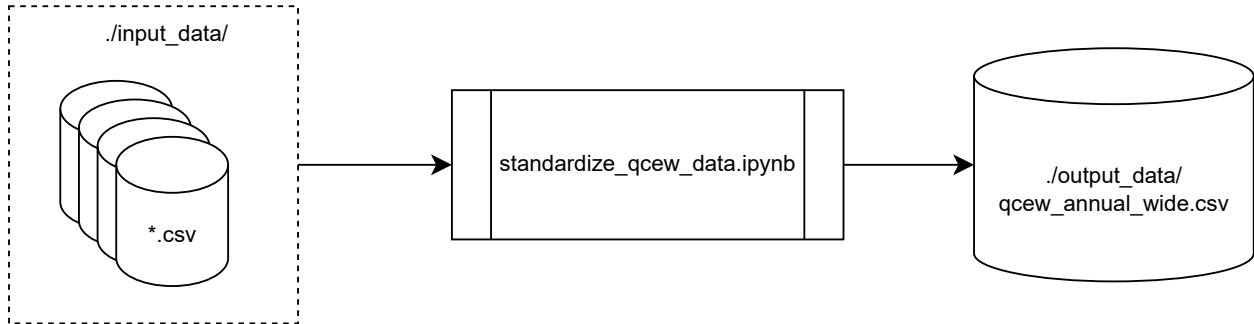 ./input_data/
*.csv
standardize_qcew_data.ipynb
./output_data/
qcew_annual_wide.csv